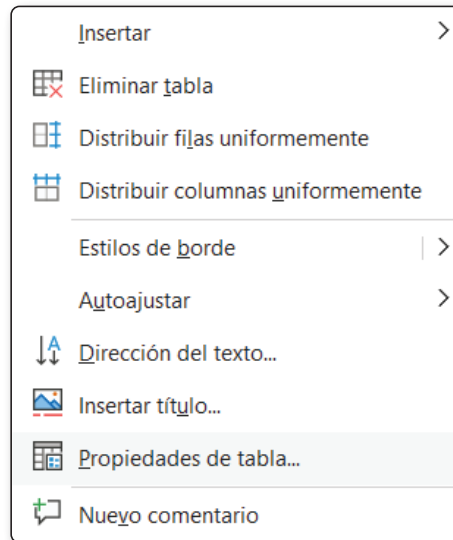 Insertar
Eliminar tabla
Distribuir filas uniformemente
Distribuir columnas uniformemente
Estilos de borde
Autoajustar
Dirección del texto...
Insertar título...
Propiedades de tabla...
Nuevo comentario